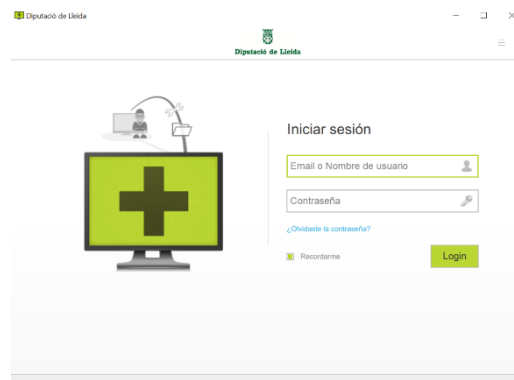 Diputació de Lleida
Diputació de Lleida
Iniciar sesión
Email o Nombre de usuario
Contraseña
¿Olvidaste la contraseña?
Recordarme
Login